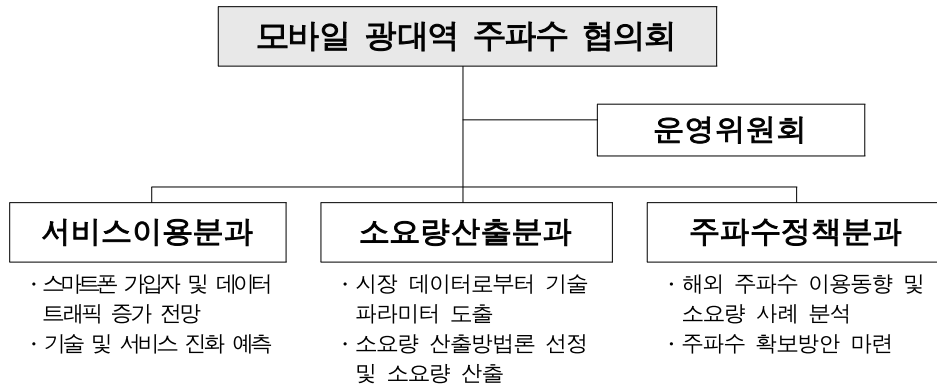 모바일 광대역 주파수 협의회
운영위원회
서비스이용분과
· 스마트폰 가입자 및 데이터
트래픽 증가 전망
· 기술 및 서비스 진화 예측
소요량산출분과
· 시장 데이터로부터 기술
파라미터 도출
· 소요량 산출방법론 선정
및 소요량 산출
주파수정책분과
· 해외 주파수 이용동향 및
소요량 사례 분석
· 주파수 확보방안 마련